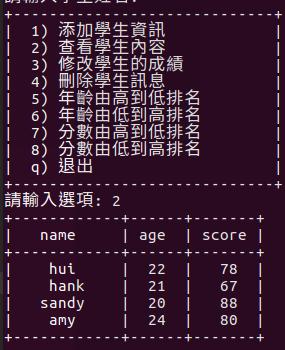 請輸入學生姓名:
+---------------------------+
|  1) 添加學生資訊           |
|  2) 查看學生內容           |
|  3) 修改學生的成績         |
|  4) 刪除學生訊息           |
|  5) 年齡由高到低排名       |
|  6) 年齡由低到高排名       |
|  7) 分數由高到低排名       |
|  8) 分數由低到高排名       |
|  q) 退出                   |
+---------------------------+
請輸入選項: 2
+------------+------+-------+
|   name     | age  | score |
+------------+------+-------+
|    hui     |  22  |   78  |
|    hank    |  21  |   67  |
|   sandy    |  20  |   88  |
|    amy     |  24  |   80  |
+------------+------+-------+